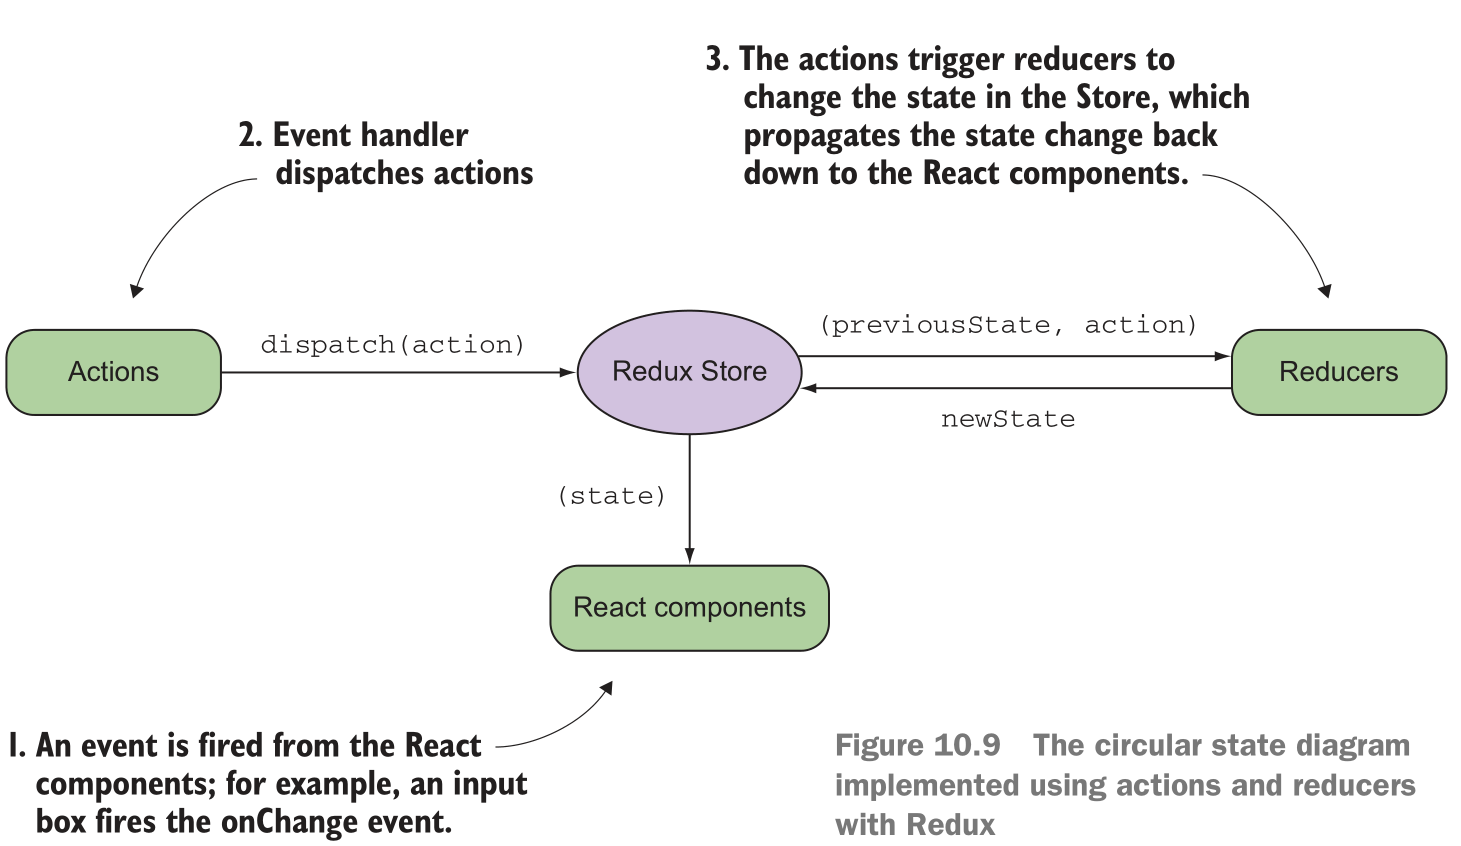 3. The actions trigger reducers to
change the state in the Store, which
propagates the state change back
down to the React components.
2. Event handler
dispatches actions
Actions
dispatch(action)
Redux Store
(previousState, action)
newState
Reducers
(state)
React components
1. An event is fired from the React
components; for example, an input
box fires the onChange event.
Figure 10.9 The circular state diagram
implemented using actions and reducers
with Redux